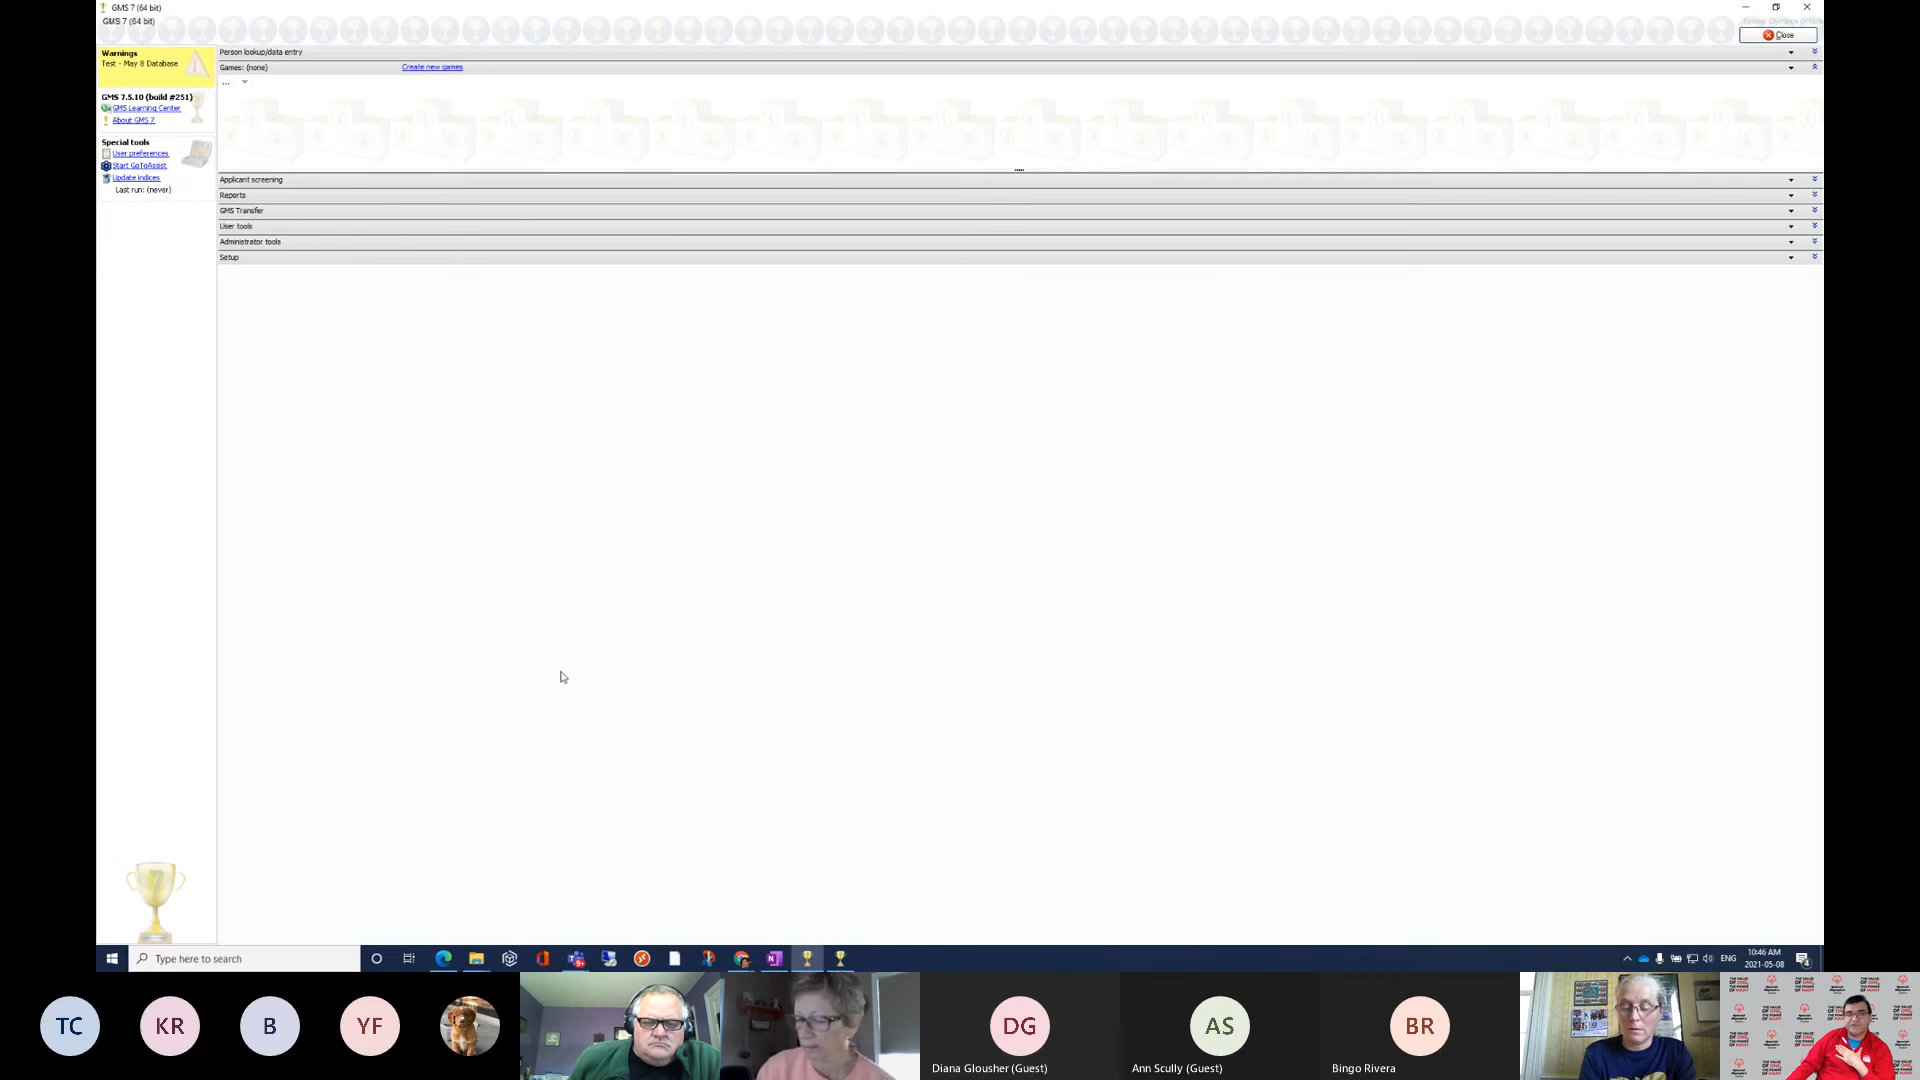 GMS 7 (64 bit)
GMS 7 (64 bit)
Close
Warnings
Test - May 8 Database
GMS 7.5.10 (build #251)
GMS Learning Center
About GMS 7
Special tools
User preferences
Start GoToAssist
Update indices
Last run: (never)
Person lookup/data entry
Games: (none)
Create new games
...
Applicant screening
Reports
GMS Transfer
User tools
Administrator tools
Setup
Type here to search
ENG
10:46 AM
2021-05-08
TC
KR
B
YF
DG
Diana Glousher (Guest)
AS
Ann Scully (Guest)
BR
Bingo Rivera